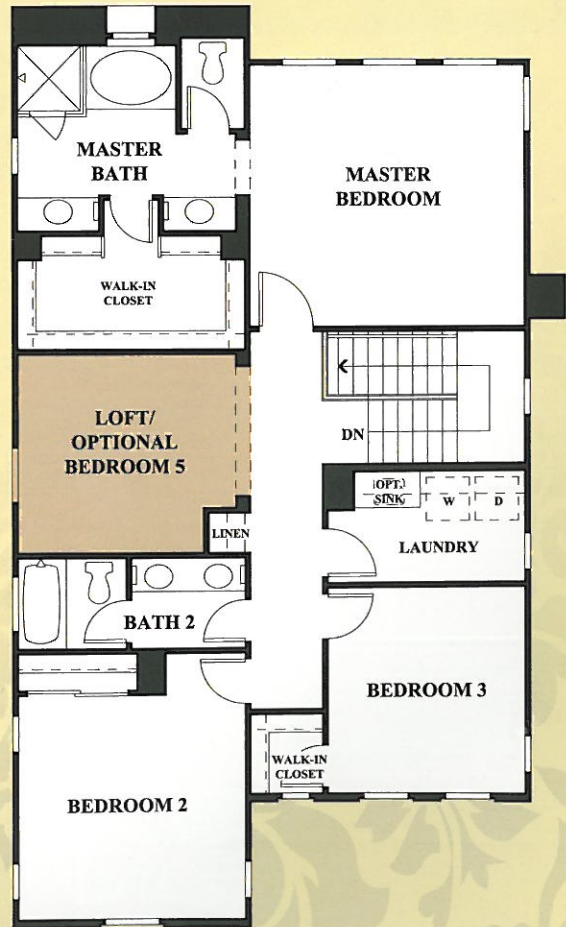 MASTER
BATH
MASTER
BEDROOM
WALK-IN
CLOSET
LOFT/
OPTIONAL
BEDROOM 5
DN
OPT.
SINK
W
D
LINEN
LAUNDRY
BATH 2
BEDROOM 3
WALK-IN
CLOSET
BEDROOM 2